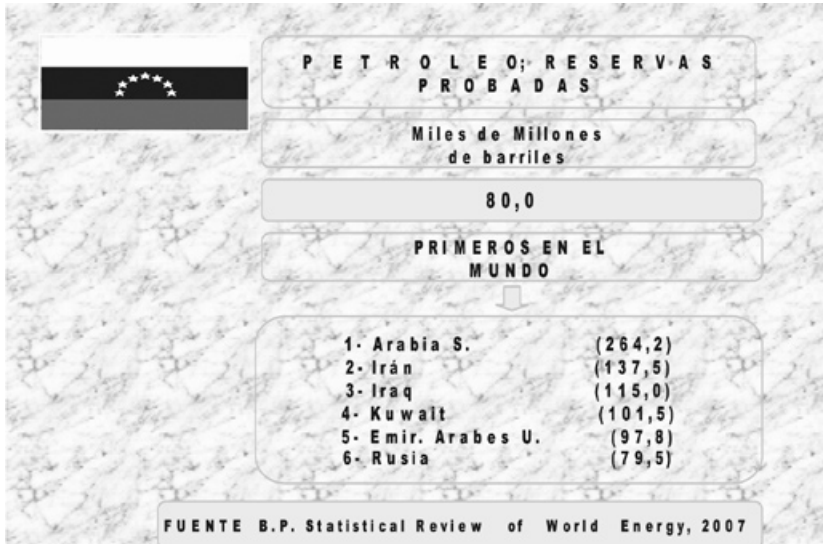 PETROLEO; RESERVAS
PROBADAS
Miles de Millones
de barriles
80,0
PRIMEROS EN EL
MUNDO
1- Arabia S. (264,2)
2- Irán (137,5)
3- Iraq (115,0)
4- Kuwait (101,5)
5- Emir. Arabes U. (97,8)
6- Rusia (79,5)
FUENTE B.P. Statistical Review of World Energy, 2007